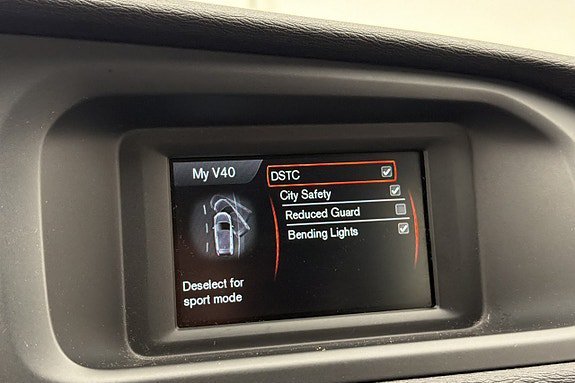 My V40
DSTC
City Safety
Reduced Guard
Bending Lights
Deselect for
sport mode